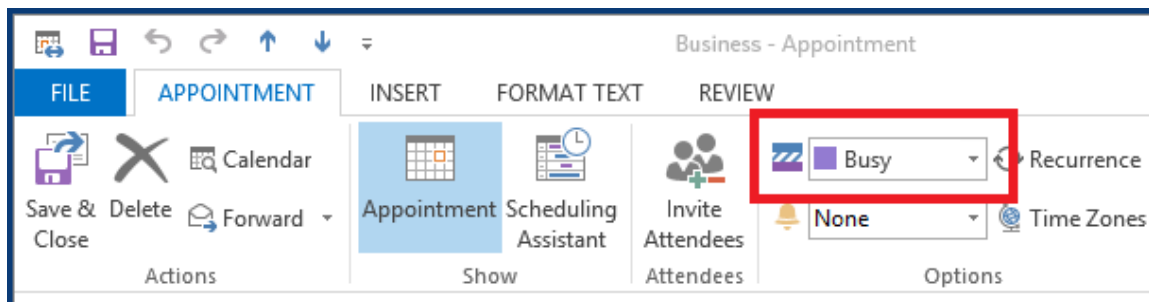 Business - Appointment
FILE APPOINTMENT INSERT FORMAT TEXT REVIEW
Calendar Busy Recurrence
Save & Close Delete Forward Appointment Scheduling Assistant Invite Attendees None Time Zones
Actions Show Attendees Options